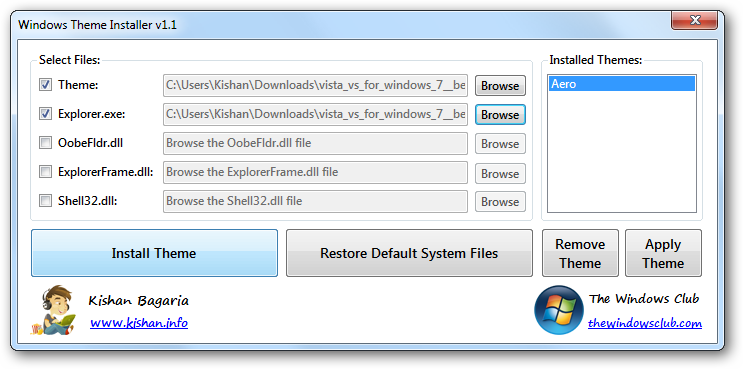 Windows Theme Installer v1.1
Select Files:
Theme: C:\Users\Kishan\Downloads\vista_vs_for_windows_7__be Browse
Explorer.exe: C:\Users\Kishan\Downloads\vista_vs_for_windows_7__be Browse
OobeFldr.dll Browse the OobeFldr.dll file Browse
ExplorerFrame.dll: Browse the ExplorerFrame.dll file Browse
Shell32.dll: Browse the Shell32.dll file Browse
Installed Themes:
Aero
Install Theme
Restore Default System Files
Remove
Theme
Apply
Theme
Kishan Bagaria
www.kishan.info
The Windows Club
thewindowsclub.com